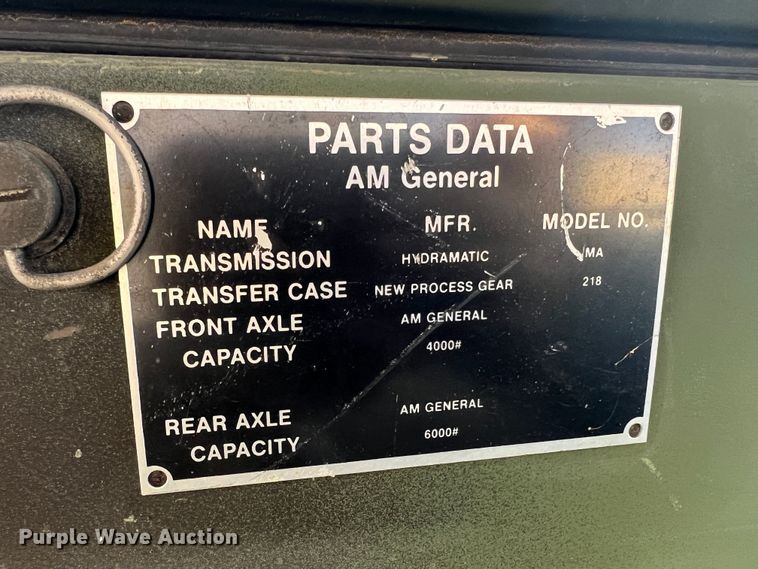 PARTS DATA
AM General
NAME MFR. MODEL NO.
TRANSMISSION HYDRAMATIC MA
TRANSFER CASE NEW PROCESS GEAR 218
FRONT AXLE AM GENERAL
CAPACITY 4000#
REAR AXLE AM GENERAL
CAPACITY 6000#
Purple Wave Auction